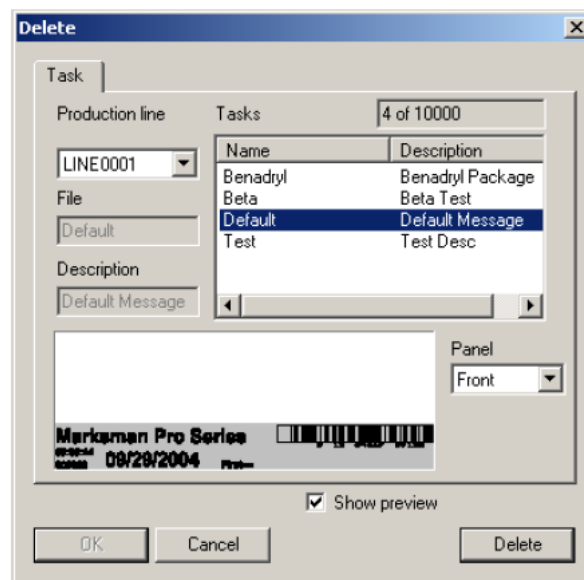 Delete
Task
Production line
Tasks
4 of 10000
LINE0001
Name Description
Benadryl Benadryl Package
Beta Beta Test
Default Default Message
Test Test Desc
File
Default
Description
Default Message
Panel
Front
Marksman Pro Series
09/29/2004
Show preview
OK Cancel Delete